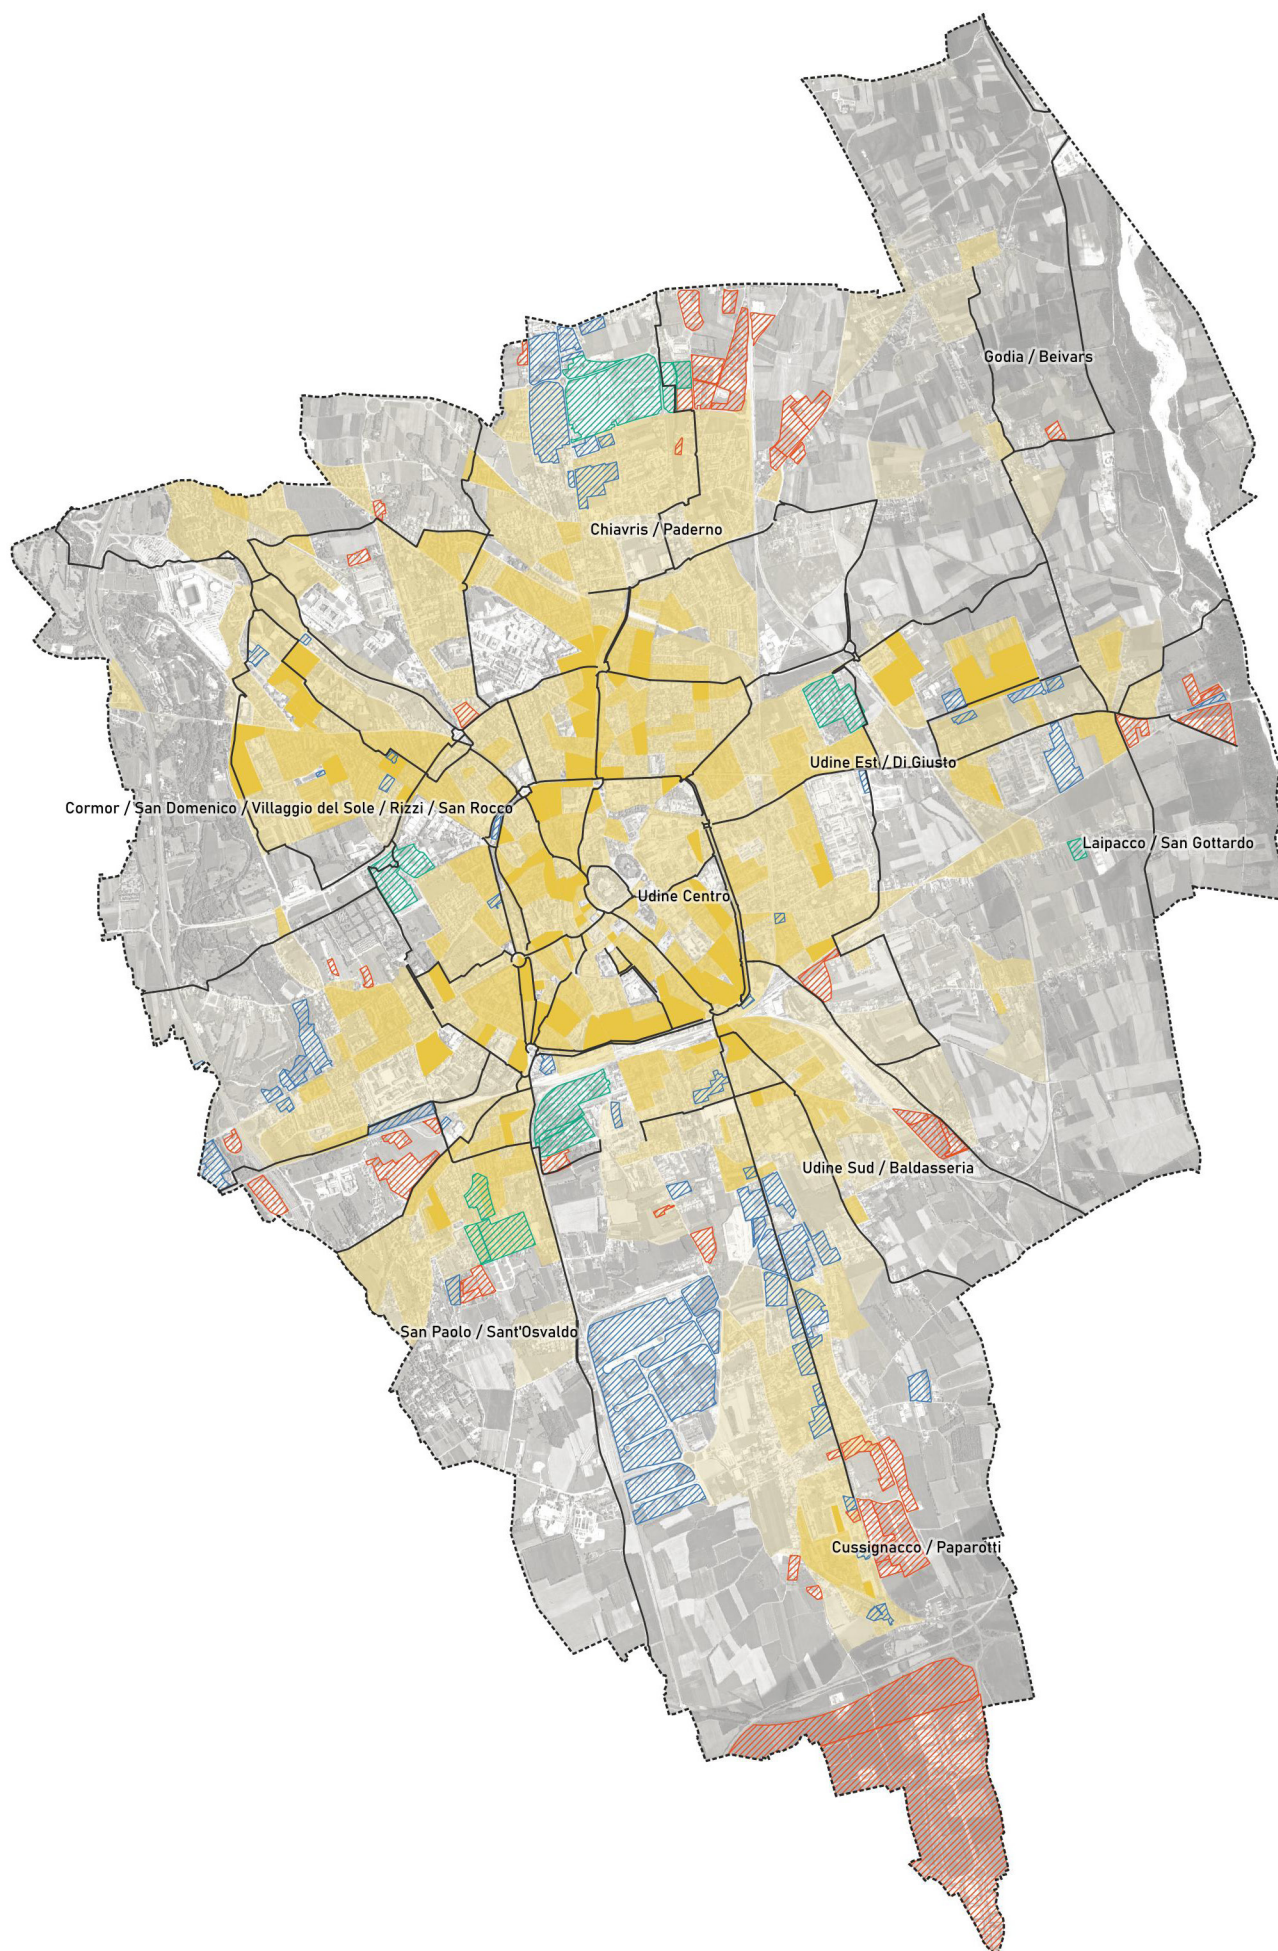 Godia / Beivars
Chiavris / Paderno
Udine Est / Di Giusto
Cormor / San Domenico / Villaggio del Sole / Rizzi / San Rocco
Laipacco / San Gottardo
Udine Centro
Udine Sud / Baldasseria
San Paolo / Sant'Osvaldo
Cussignacco / Paparotti